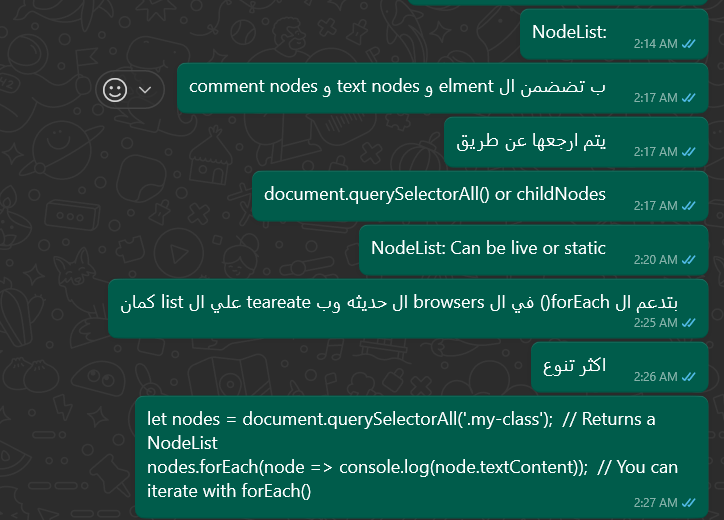 NodeList:
2:14 AM
ب تضضمن ال elment و text nodes و comment nodes
2:17 AM
يتم ارجعها عن طريق
2:17 AM
document.querySelectorAll() or childNodes
2:17 AM
NodeList: Can be live or static
2:20 AM
بتدعم ال forEach() في ال browsers ال حديثه وب teareate علي ال list كمان
2:25 AM
اكثر تنوع
2:26 AM
let nodes = document.querySelectorAll('.my-class');  // Returns a
NodeList
nodes.forEach(node => console.log(node.textContent));  // You can
iterate with forEach()
2:27 AM